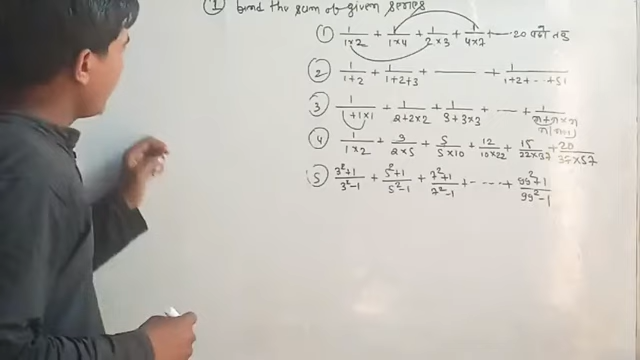 ① Find the sum of given series
① 1/1×2 + 1/1×4 + 1/2×3 + 1/4×7 + ---- 20 पदों तक
② 1/1+2 + 1/1+2+3 + ------ + 1/1+2+--+51
③ 1/1+1×1 + 1/2+2×2 + 1/3+3×3 + ---- + 1/n+n×n
n(n+1)
④ 1/1×2 + 3/2×5 + 5/5×10 + 12/10×22 + 15/22×37 + 20/37×57
⑤ 3²+1/3²-1 + 5²+1/5²-1 + 7²+1/7²-1 + ---- + 99²+1/99²-1